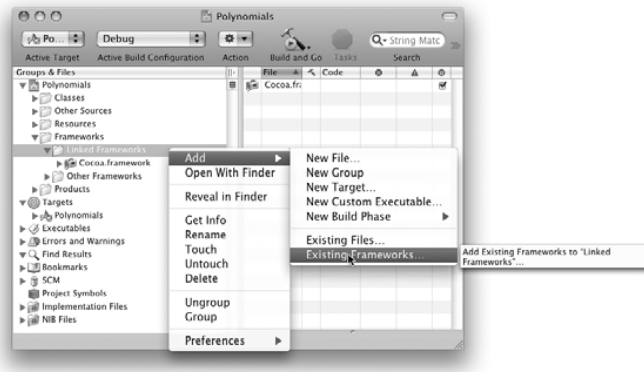 Polynomials
Po...
Debug
String Matc
Active Target
Active Build Configuration
Action
Build and Go
Tasks
Search
Groups & Files
File
Code
Polynomials
Cocoa.fra
Classes
Other Sources
Resources
Frameworks
Linked Frameworks
Cocoa.framework
Other Frameworks
Products
Targets
Polynomials
Executables
Errors and Warnings
Find Results
Bookmarks
SCM
Project Symbols
Implementation Files
NIB Files
Add
Open With Finder
Reveal in Finder
Get Info
Rename
Touch
Untouch
Delete
Ungroup
Group
Preferences
New File...
New Group
New Target...
New Custom Executable...
New Build Phase
Existing Files...
Existing Frameworks...
Add Existing Frameworks to "Linked
Frameworks"...